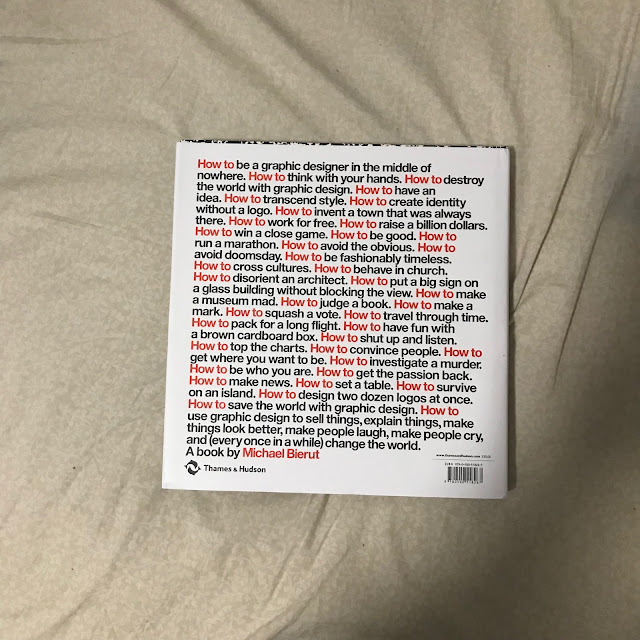 How to be a graphic designer in the middle of
nowhere. How to think with your hands. How to destroy
the world with graphic design. How to have an
idea. How to transcend style. How to create identity
without a logo. How to invent a town that was always
there. How to work for free. How to raise a billion dollars.
How to win a close game. How to be good. How to
run a marathon. How to avoid the obvious. How to
avoid doomsday. How to be fashionably timeless.
How to cross cultures. How to behave in church.
How to disorient an architect. How to put a big sign on
a glass building without blocking the view. How to make
a museum mad. How to judge a book. How to make a
mark. How to squash a vote. How to travel through time.
How to pack for a long flight. How to have fun with
a brown cardboard box. How to shut up and listen.
How to top the charts. How to convince people. How to
get where you want to be. How to investigate a murder.
How to be who you are. How to get the passion back.
How to make news. How to set a table. How to survive
on an island. How to design two dozen logos at once.
How to save the world with graphic design. How to
use graphic design to sell things, explain things, make
things look better, make people laugh, make people cry,
and (every once in a while) change the world.
A book by Michael Bierut
www.thamesandhudson.com
Thames & Hudson